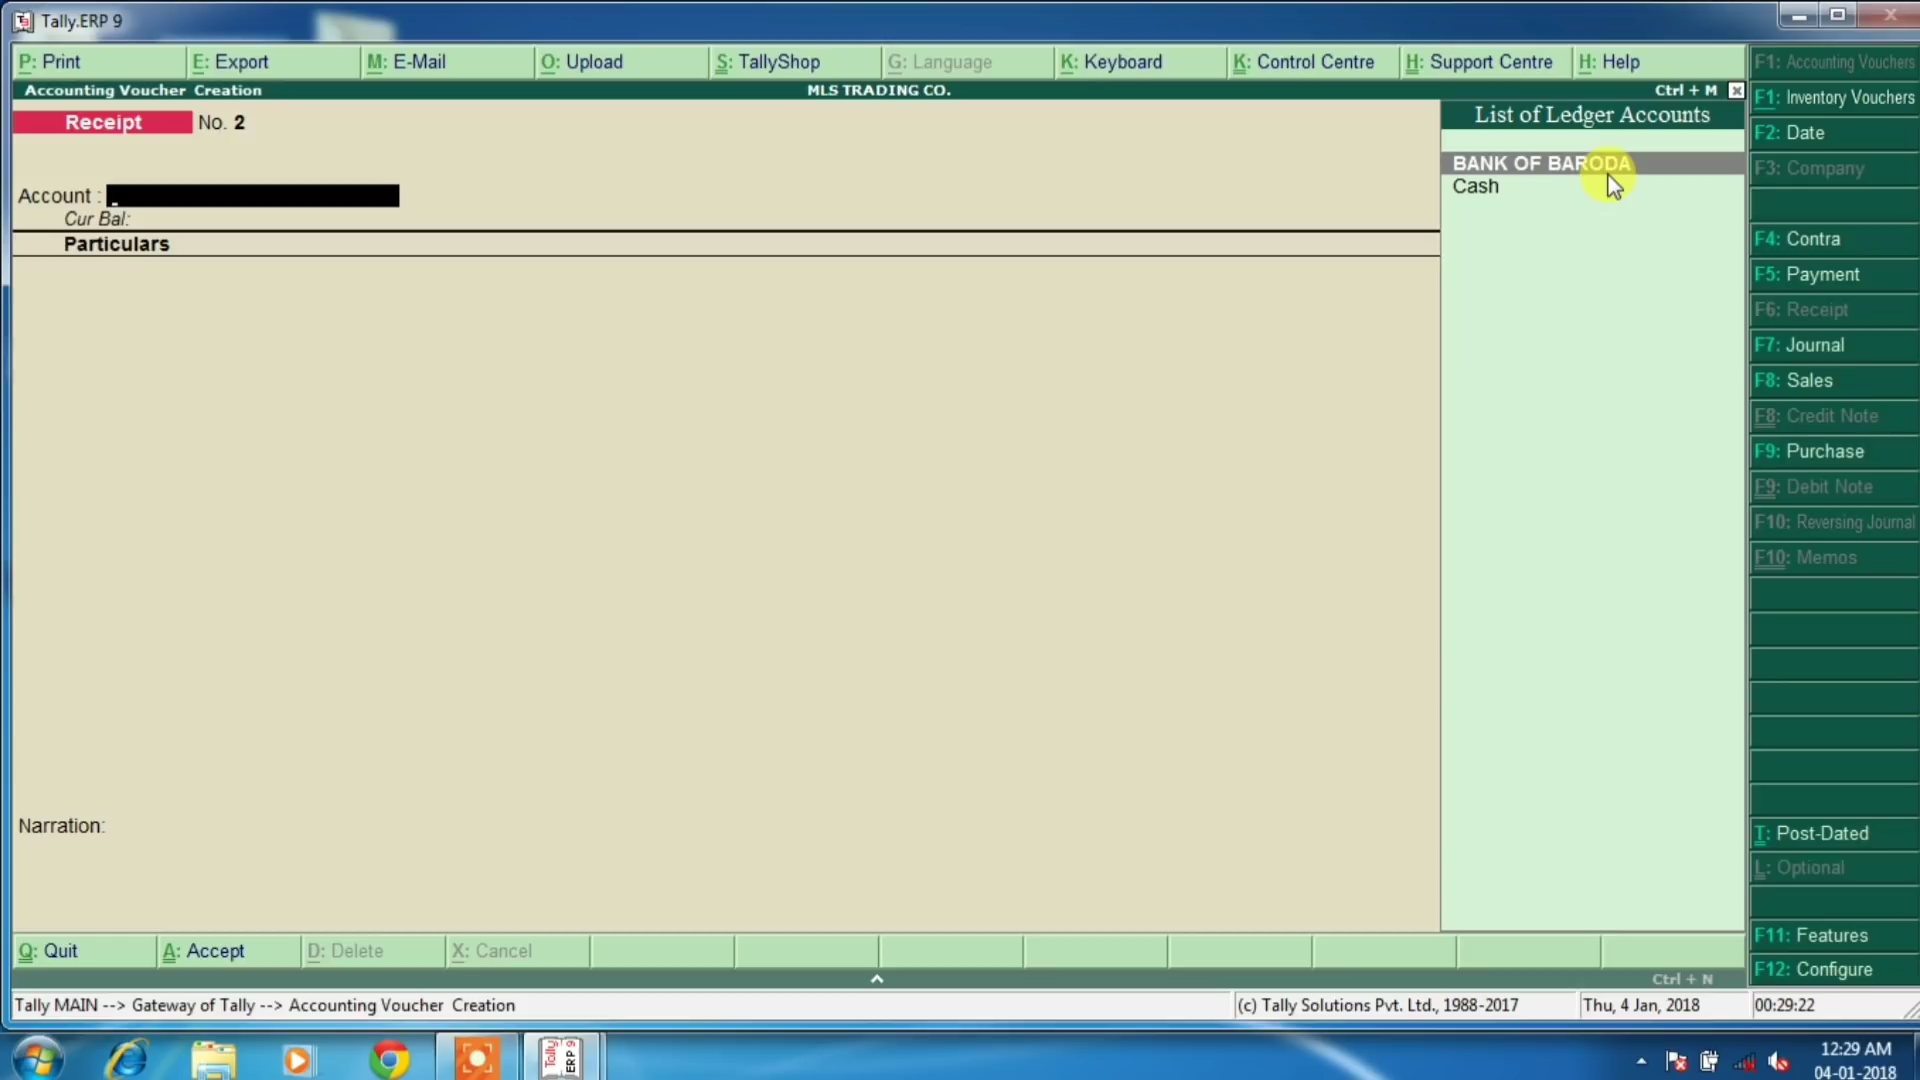 Tally.ERP 9
P: Print
E: Export
M: E-Mail
O: Upload
S: TallyShop
G: Language
K: Keyboard
K: Control Centre
H: Support Centre
H: Help
Accounting Voucher Creation
MLS TRADING CO.
Ctrl + M
Receipt No. 2
Account :
Cur Bal:
Particulars
List of Ledger Accounts
BANK OF BARODA
Cash
F1: Accounting Vouchers
F1: Inventory Vouchers
F2: Date
F3: Company
F4: Contra
F5: Payment
F6: Receipt
F7: Journal
F8: Sales
F8: Credit Note
F9: Purchase
F9: Debit Note
F10: Reversing Journal
F10: Memos
T: Post-Dated
L: Optional
F11: Features
F12: Configure
Narration:
Q: Quit
A: Accept
D: Delete
X: Cancel
Ctrl + N
Tally MAIN --> Gateway of Tally --> Accounting Voucher Creation
(c) Tally Solutions Pvt. Ltd., 1988-2017
Thu, 4 Jan, 2018
00:29:22
Tally ERP 9
12:29 AM
04-01-2018